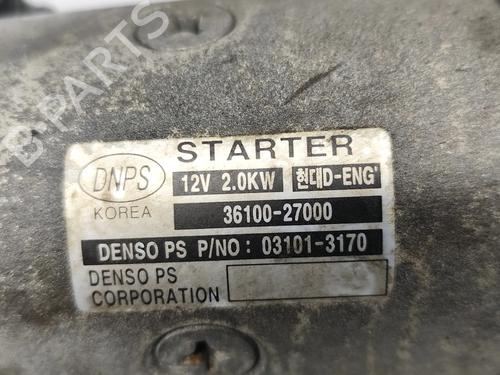 B-PARTS
STARTER
DNPS
12V 2.0KW 현대D-ENG'
KOREA
36100-27000
DENSO PS P/NO : 03101-3170
DENSO PS
CORPORATION